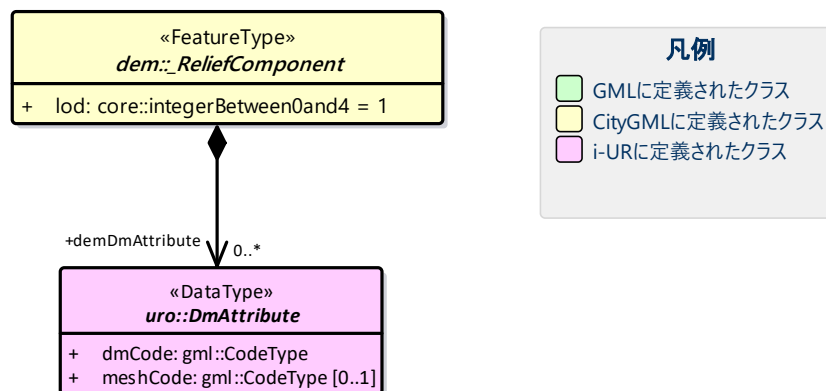 «FeatureType»
dem::_ReliefComponent
+ lod: core::integerBetween0and4 = 1
+demDmAttribute
0..*
«DataType»
uro::DmAttribute
+ dmCode: gml::CodeType
+ meshCode: gml::CodeType [0..1]
凡例
GMLに定義されたクラス
CityGMLに定義されたクラス
i-URに定義されたクラス